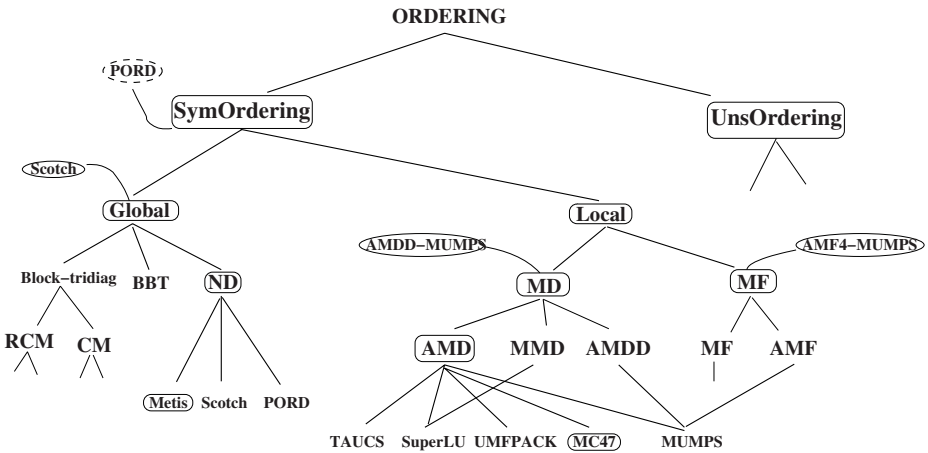 ORDERING
PORD
SymOrdering
UnsOrdering
Scotch
Global
Local
AMDD-MUMPS
AMF4-MUMPS
Block-tridiag
BBT
ND
MD
MF
RCM
CM
AMD
MMD
AMDD
MF
AMF
Metis
Scotch
PORD
TAUCS
SuperLU
UMFPACK
MC47
MUMPS